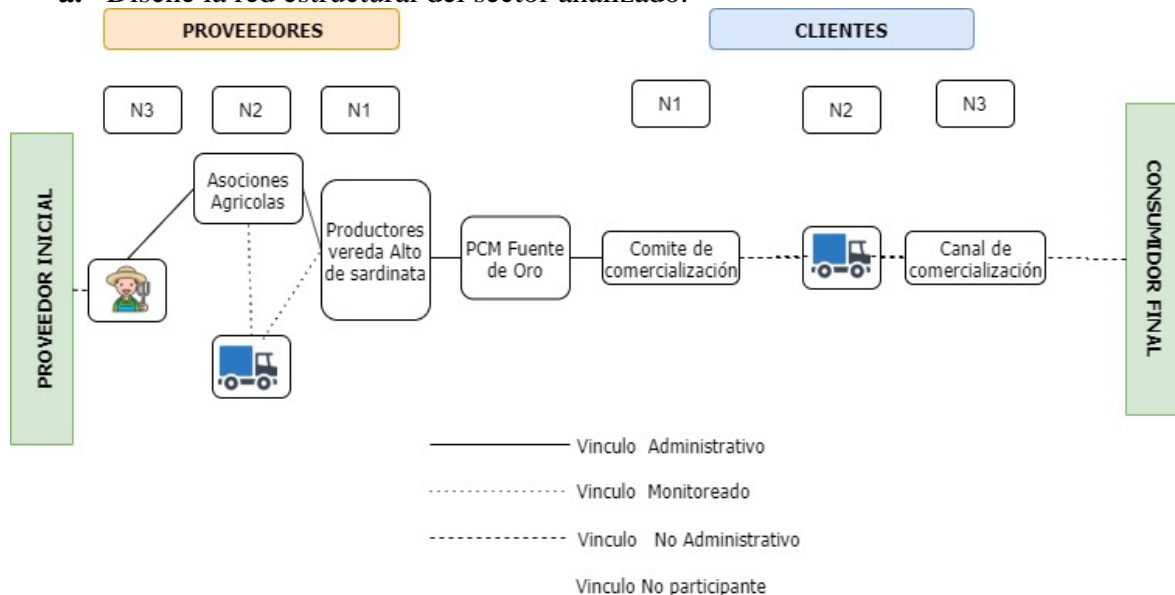 a. Diseñe la red estructural del sector analizado.
PROVEEDORES
CLIENTES
N3
N2
N1
N1
N2
N3
PROVEEDOR INICIAL
Asociones
Agricolas
Productores
vereda Alto
de sardinata
PCM Fuente
de Oro
Comite de
comercialización
Canal de
comercialización
CONSUMIDOR FINAL
Vinculo Administrativo
Vinculo Monitoreado
Vinculo No Administrativo
Vinculo No participante